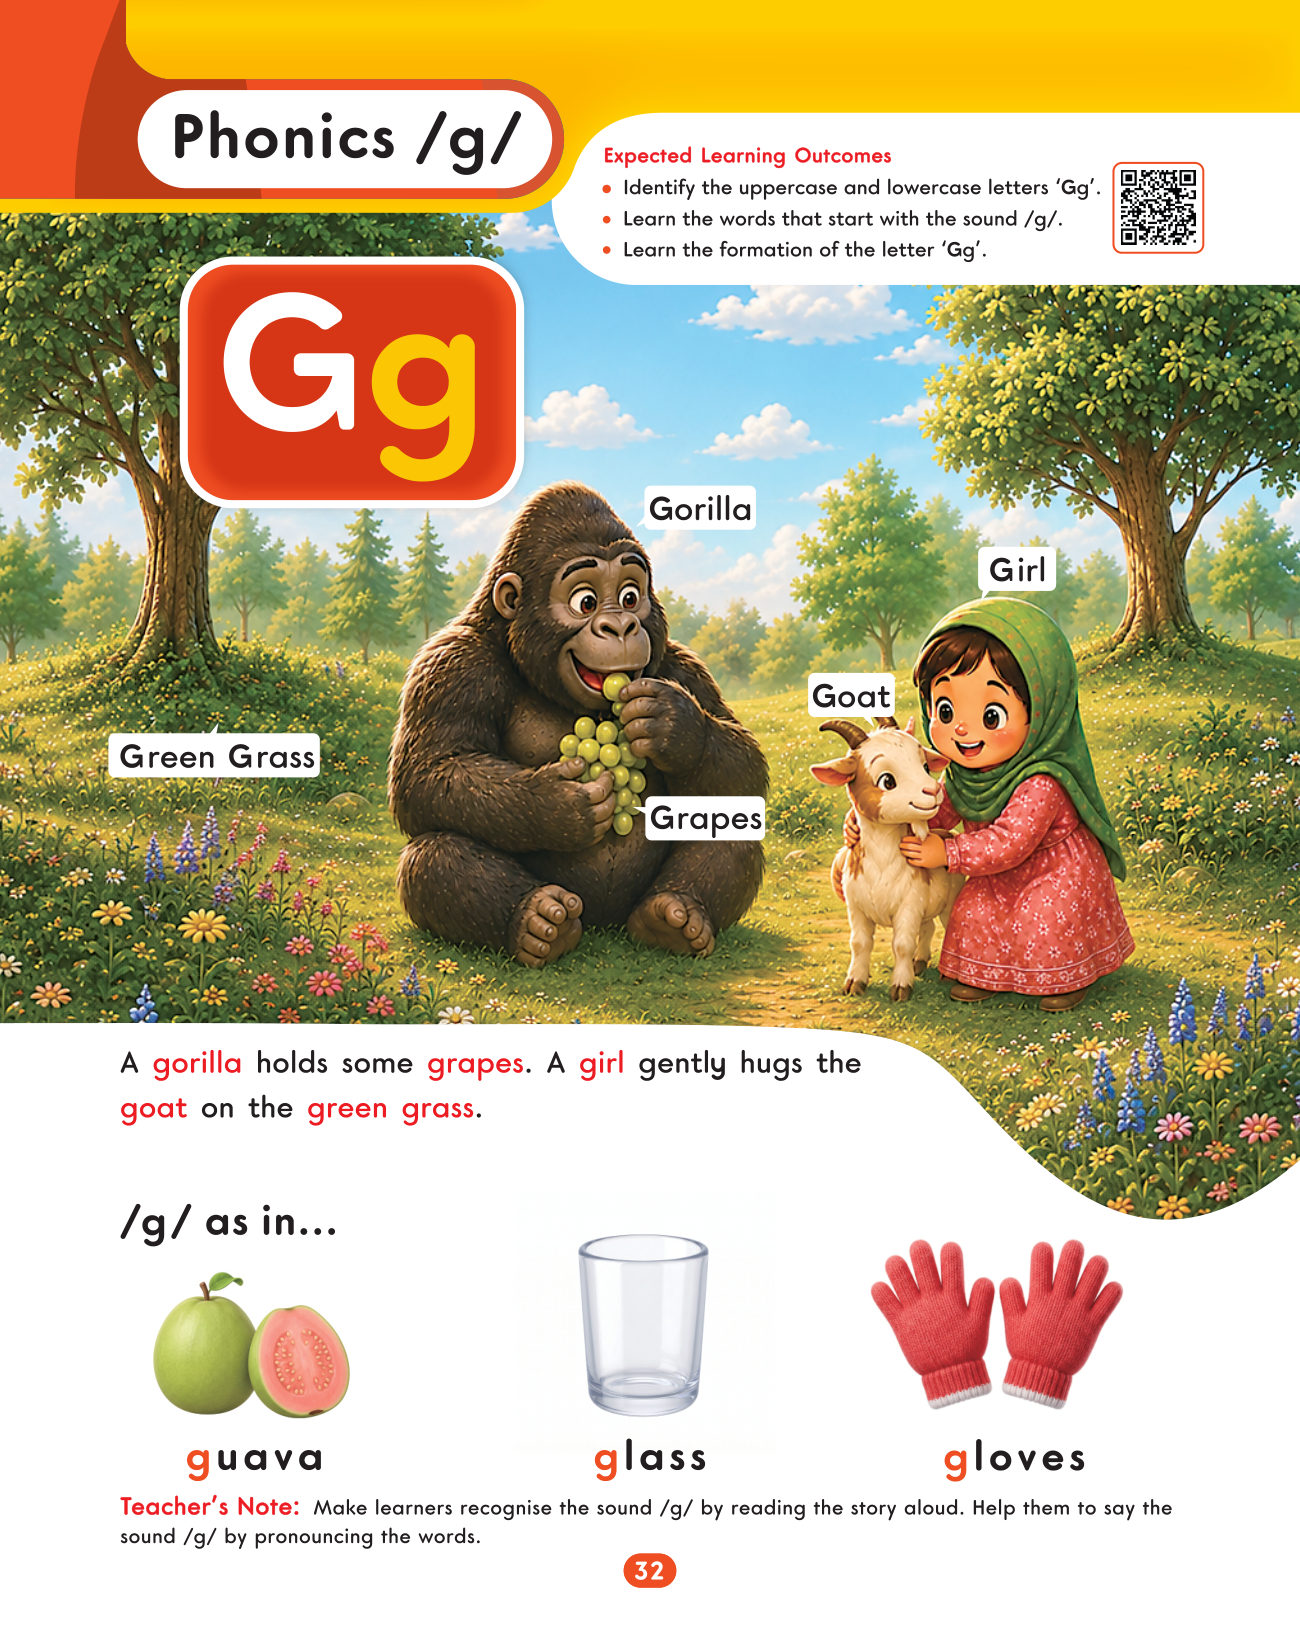 Phonics /g/
Expected Learning Outcomes
• Identify the uppercase and lowercase letters ‘Gg’.
• Learn the words that start with the sound /g/.
• Learn the formation of the letter ‘Gg’.
Gg
Gorilla
Girl
Goat
Green Grass
Grapes
A gorilla holds some grapes. A girl gently hugs the
goat on the green grass.
/g/ as in...
guava
glass
gloves
Teacher’s Note: Make learners recognise the sound /g/ by reading the story aloud. Help them to say the
sound /g/ by pronouncing the words.
32